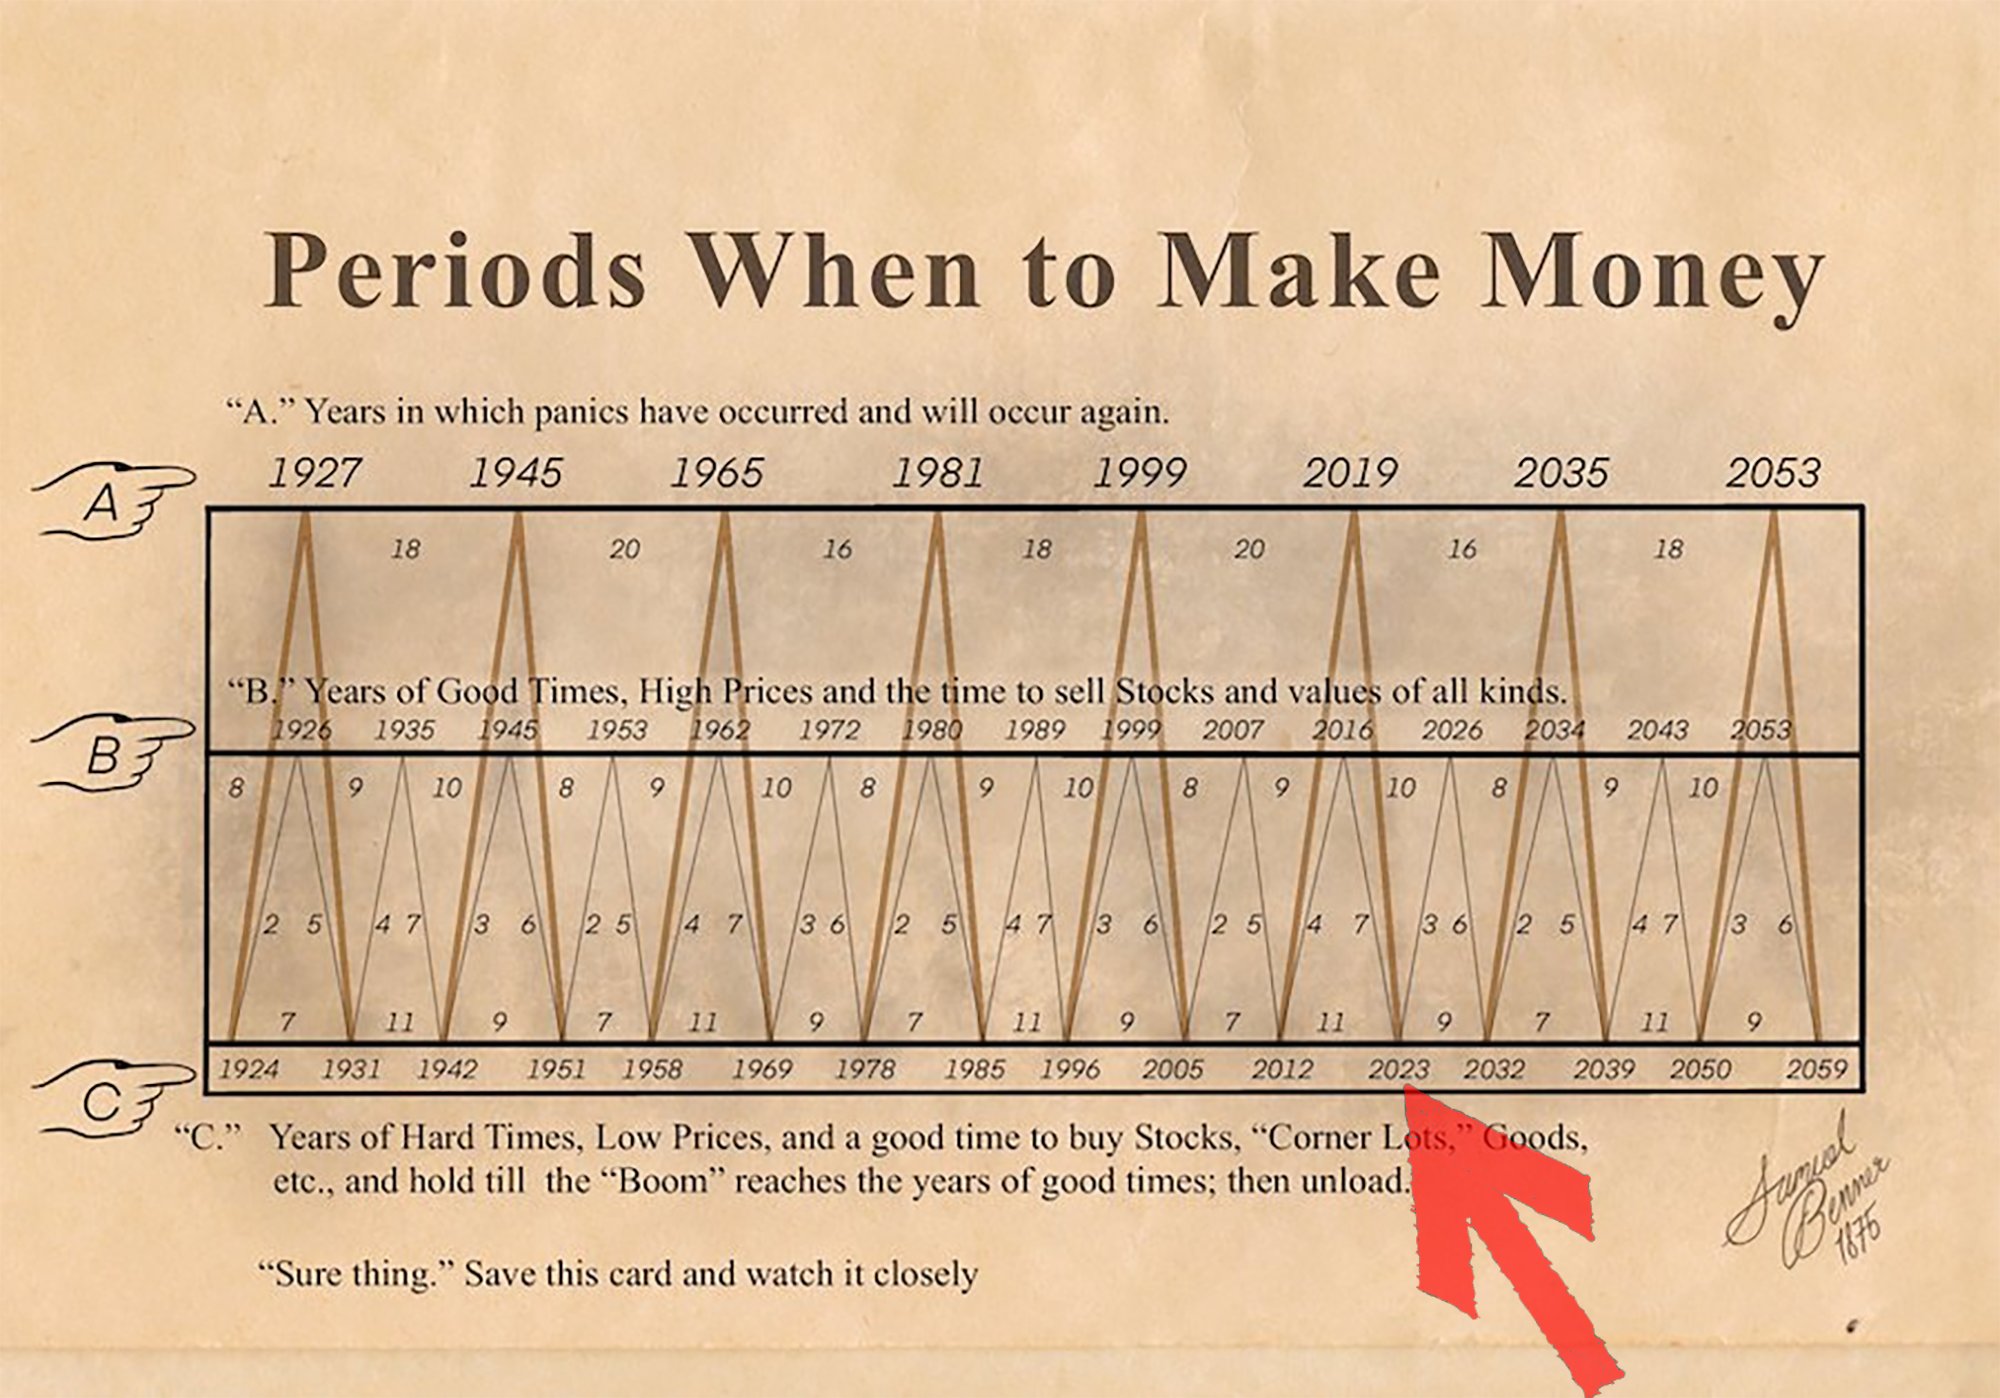 Periods When to Make Money
“A.” Years in which panics have occurred and will occur again.
A
1927 1945 1965 1981 1999 2019 2035 2053
18 20 16 18 20 16 18
“B.” Years of Good Times, High Prices and the time to sell Stocks and values of all kinds.
B
1926 1935 1945 1953 1962 1972 1980 1989 1999 2007 2016 2026 2034 2043 2053
8 9 10 8 9 10 8 9 10 8 9 10 8 9 10
2 5 4 7 3 6 2 5 4 7 3 6 2 5 4 7 3 6 2 5 4 7 3 6 2 5 4 7 3 6
7 11 9 7 11 9 7 11 9 7 11 9 7 11 9
C
1924 1931 1942 1951 1958 1969 1978 1985 1996 2005 2012 2023 2032 2039 2050 2059
“C.” Years of Hard Times, Low Prices, and a good time to buy Stocks, “Corner Lots,” Goods,
etc., and hold till the “Boom” reaches the years of good times; then unload.
Samuel
Benner
1875
“Sure thing.” Save this card and watch it closely